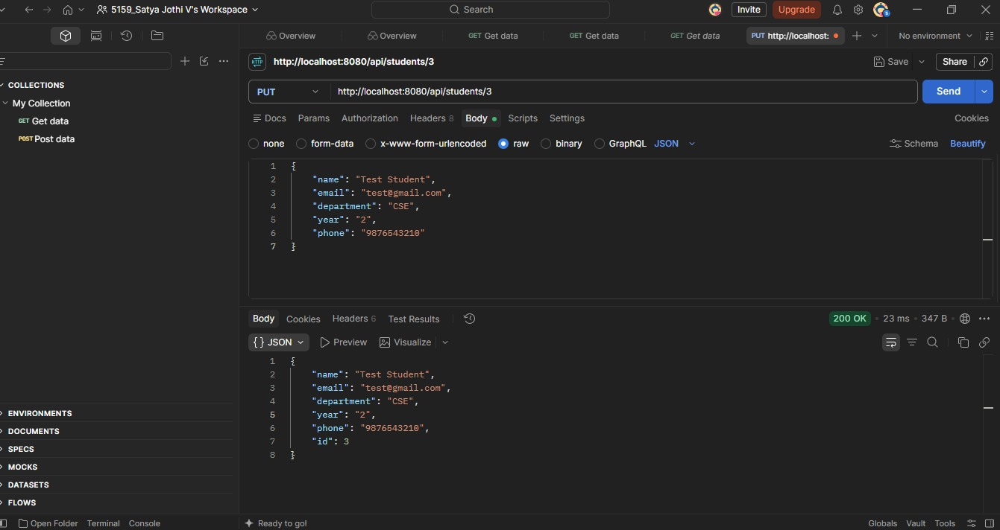 5159_Satya Jothi V's Workspace
Search
Invite
Upgrade
Overview
Overview
GET Get data
GET Get data
GET Get data
PUT http://localhost:
No environment
HTTP http://localhost:8080/api/students/3
Save
Share
COLLECTIONS
My Collection
GET Get data
POST Post data
PUT
http://localhost:8080/api/students/3
Send
Docs Params Authorization Headers 8 Body Scripts Settings
Cookies
none form-data x-www-form-urlencoded raw binary GraphQL JSON
Schema Beautify
1 {
2 "name": "Test Student",
3 "email": "test@gmail.com",
4 "department": "CSE",
5 "year": "2",
6 "phone": "9876543210"
7 }
Body Cookies Headers 6 Test Results
200 OK 23 ms 347 B
{} JSON Preview Visualize
1 {
2 "name": "Test Student",
3 "email": "test@gmail.com",
4 "department": "CSE",
5 "year": "2",
6 "phone": "9876543210",
7 "id": 3
8 }
ENVIRONMENTS
DOCUMENTS
SPECS
MOCKS
DATASETS
FLOWS
Open Folder Terminal Console
Ready to go!
Globals Vault Tools